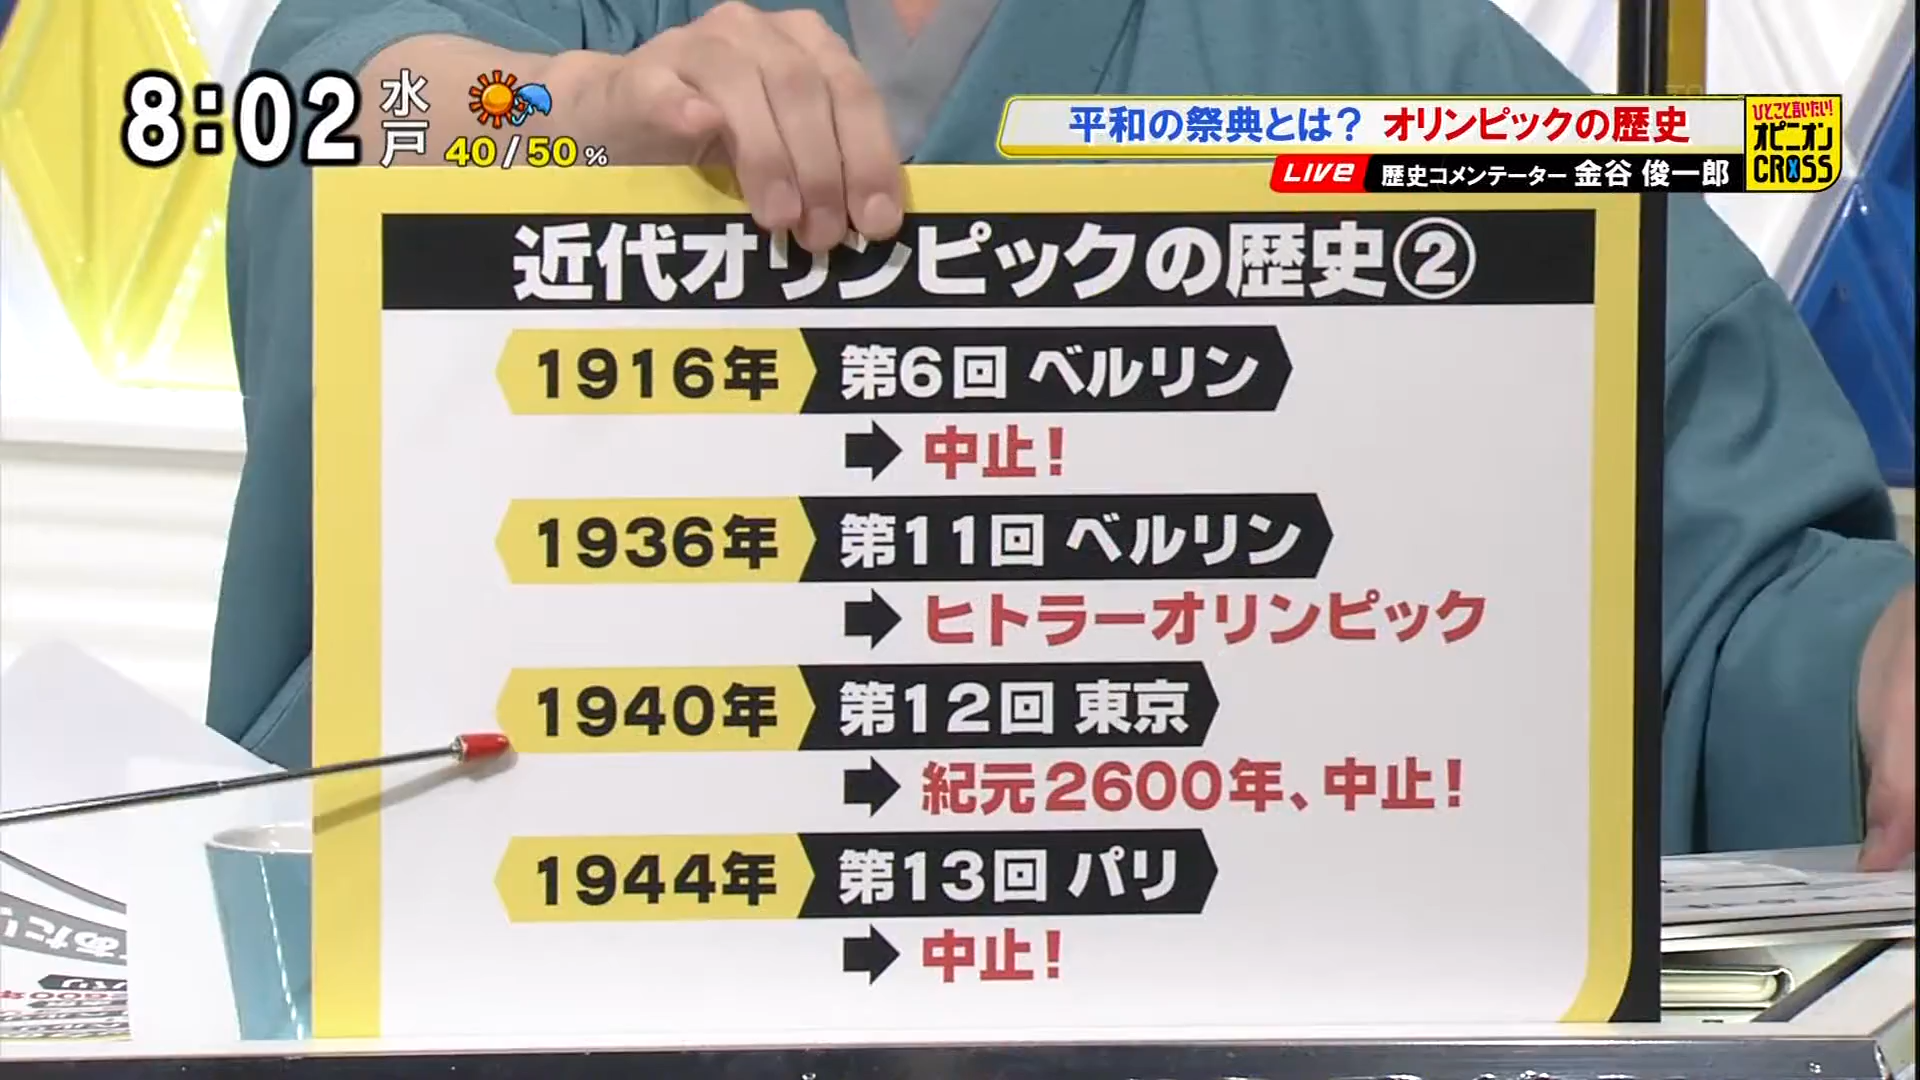 8:02
水戸
40/50%
平和の祭典とは? オリンピックの歴史
LIVE 歴史コメンテーター 金谷 俊一郎
ひとこと言いたい!
オピニオン
CROSS
近代オリンピックの歴史②
1916年 第6回 ベルリン
➡ 中止!
1936年 第11回 ベルリン
➡ ヒトラーオリンピック
1940年 第12回 東京
➡ 紀元2600年、中止!
1944年 第13回 パリ
➡ 中止!